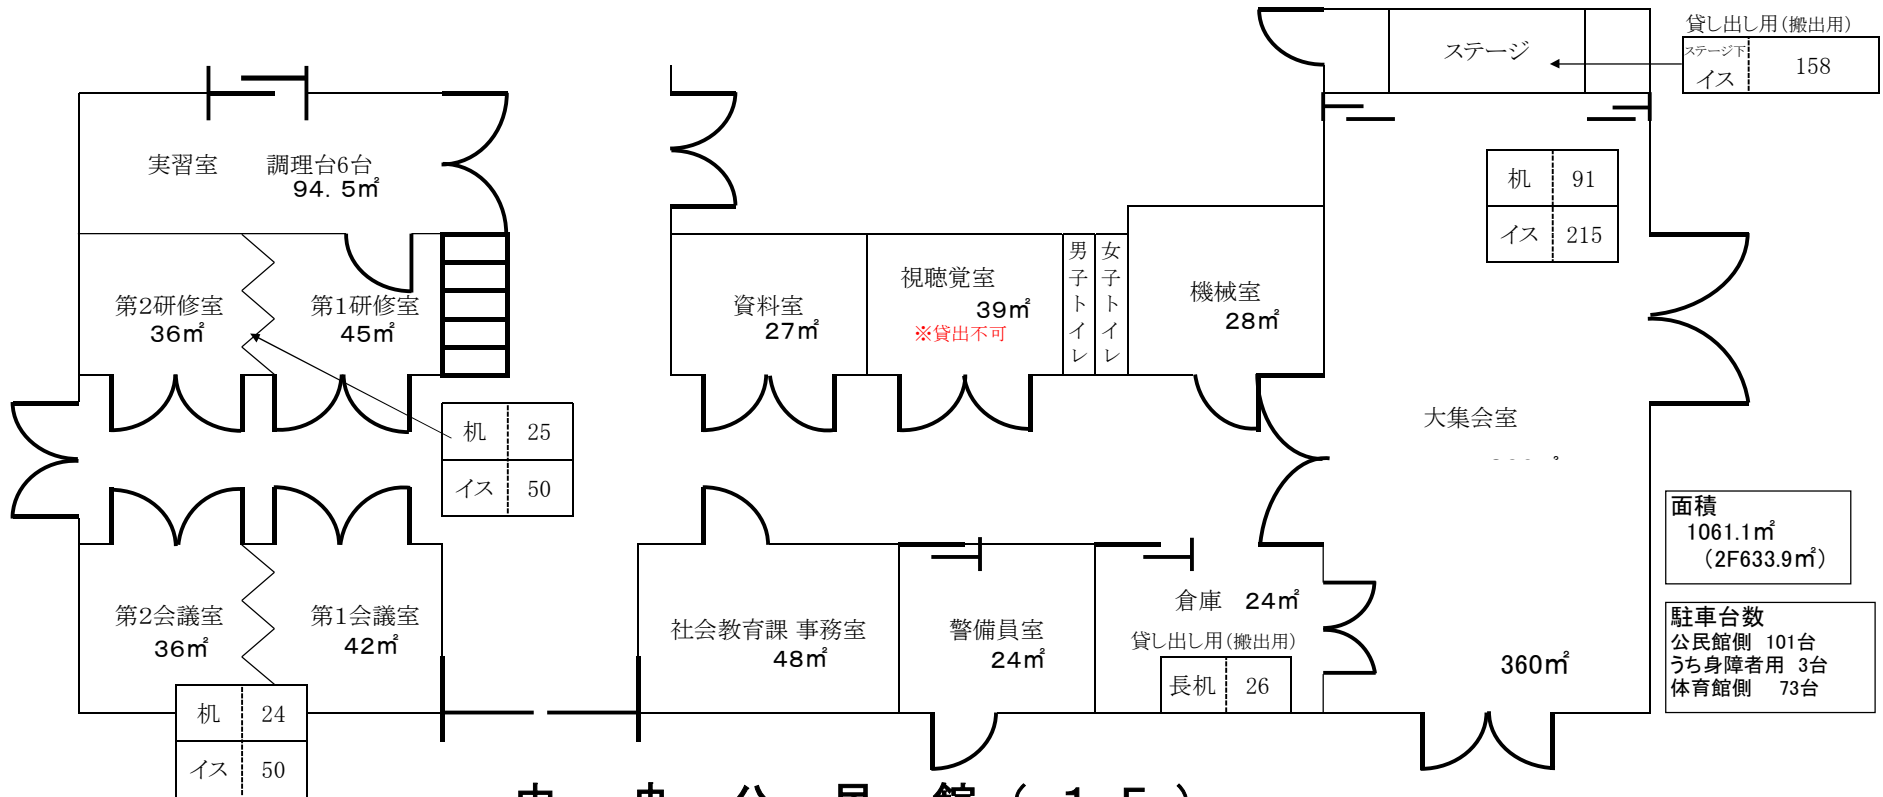 貸し出し用(搬出用)
ステージ
ステージ下
イス 158
実習室 調理台6台
94. 5㎡
机 91
イス 215
第2研修室
36㎡
第1研修室
45㎡
資料室
27㎡
視聴覚室
39㎡
※貸出不可
男子トイレ
女子トイレ
機械室
28㎡
大集会室
机 25
イス 50
面積
1061.1㎡
(2F633.9㎡)
第2会議室
36㎡
第1会議室
42㎡
社会教育課 事務室
48㎡
警備員室
24㎡
倉庫 24㎡
貸し出し用(搬出用)
長机 26
360㎡
駐車台数
公民館側 101台
うち身障者用 3台
体育館側 73台
机 24
イス 50
中 央 公 民 館 ( 1 F )